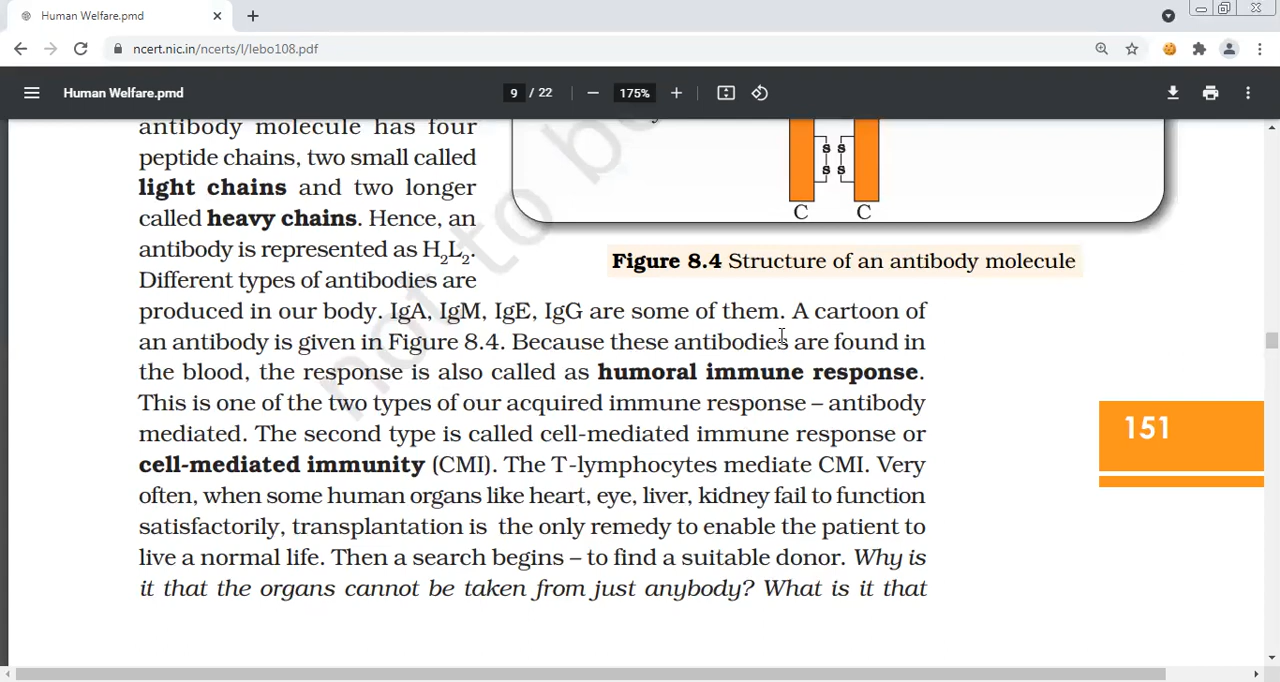 Human Welfare.pmd
ncert.nic.in/ncerts/l/lebo108.pdf
Human Welfare.pmd
9 / 22
175%
antibody molecule has four
peptide chains, two small called
light chains and two longer
called heavy chains. Hence, an
antibody is represented as H₂L₂.
Different types of antibodies are
S S
S S
C C
Figure 8.4 Structure of an antibody molecule
produced in our body. IgA, IgM, IgE, IgG are some of them. A cartoon of
an antibody is given in Figure 8.4. Because these antibodies are found in
the blood, the response is also called as humoral immune response.
This is one of the two types of our acquired immune response – antibody
mediated. The second type is called cell-mediated immune response or
cell-mediated immunity (CMI). The T-lymphocytes mediate CMI. Very
often, when some human organs like heart, eye, liver, kidney fail to function
satisfactorily, transplantation is the only remedy to enable the patient to
live a normal life. Then a search begins – to find a suitable donor. Why is
it that the organs cannot be taken from just anybody? What is it that
151
not to be